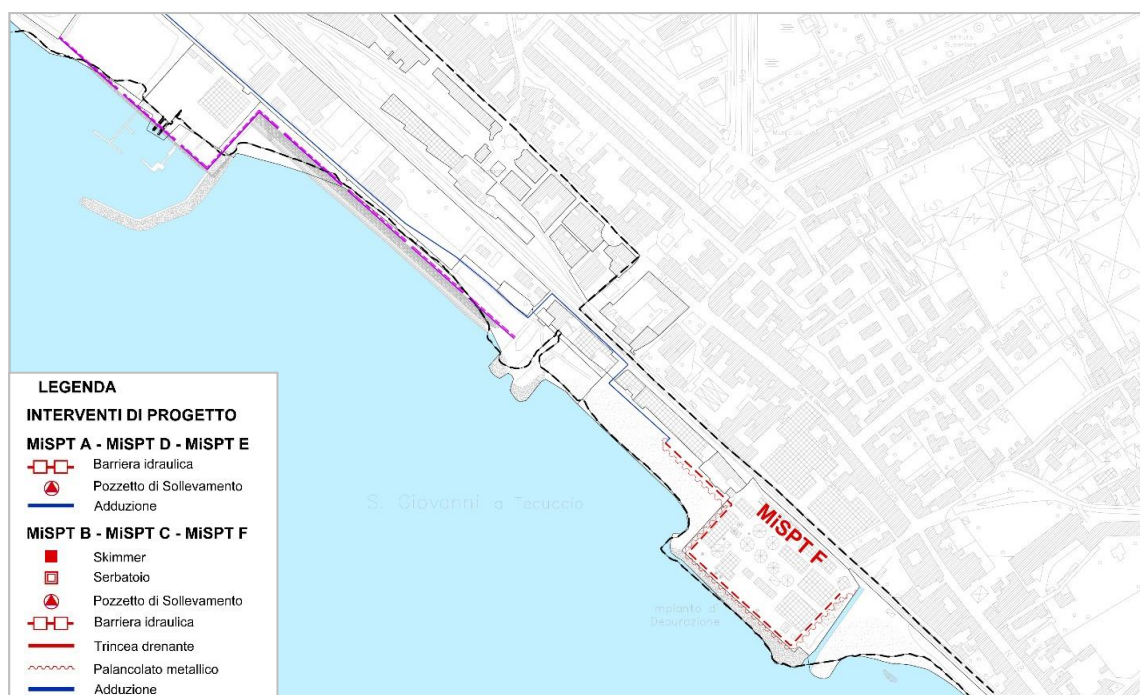 S. Giovanni a Teduccio
MiSPT F
Impianto di
Depurazione
LEGENDA
INTERVENTI DI PROGETTO
MiSPT A - MiSPT D - MiSPT E
Barriera idraulica
Pozzetto di Sollevamento
Adduzione
MiSPT B - MiSPT C - MiSPT F
Skimmer
Serbatoio
Pozzetto di Sollevamento
Barriera idraulica
Trincea drenante
Palancolato metallico
Adduzione